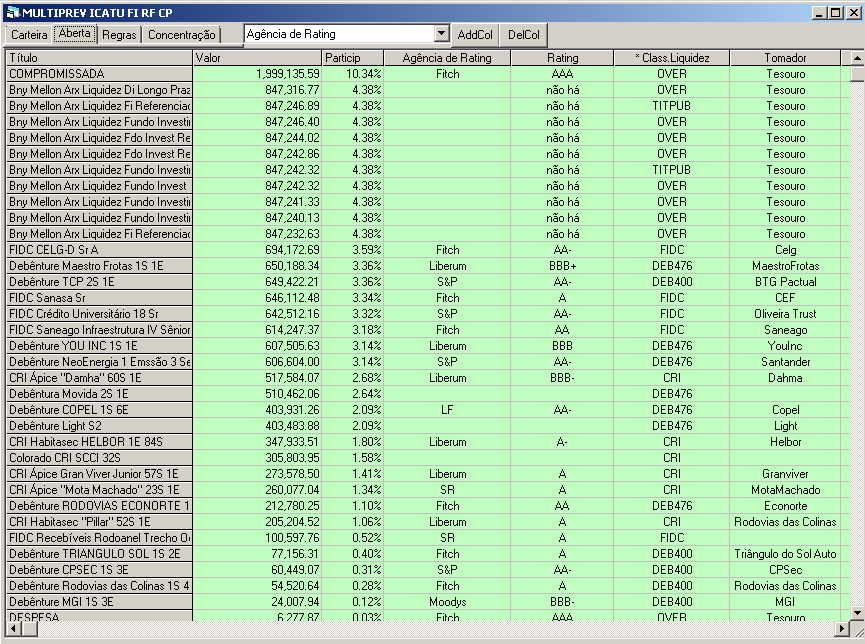 MULTIPREV ICATU FI RF CP
Carteira Aberta Regras Concentração Agência de Rating AddCol DelCol
Título Valor Particip Agência de Rating Rating * Class.Liquidez Tomador
COMPROMISSADA 1,999,135.59 10.34% Fitch AAA OVER Tesouro
Bny Mellon Arx Liquidez Di Longo Praz 847,316.77 4.38% não há OVER Tesouro
Bny Mellon Arx Liquidez Fi Referenciad 847,246.89 4.38% não há TITPUB Tesouro
Bny Mellon Arx Liquidez Fundo Investi 847,246.40 4.38% não há OVER Tesouro
Bny Mellon Arx Liquidez Fdo Invest Re 847,244.02 4.38% não há OVER Tesouro
Bny Mellon Arx Liquidez Fdo Invest Re 847,242.86 4.38% não há OVER Tesouro
Bny Mellon Arx Liquidez Fundo Investi 847,242.32 4.38% não há TITPUB Tesouro
Bny Mellon Arx Liquidez Fundo Invest 847,242.32 4.38% não há OVER Tesouro
Bny Mellon Arx Liquidez Fundo Investi 847,241.33 4.38% não há OVER Tesouro
Bny Mellon Arx Liquidez Fundo Investi 847,240.13 4.38% não há OVER Tesouro
Bny Mellon Arx Liquidez Fi Referenciad 847,232.63 4.38% não há OVER Tesouro
FIDC CELG-D Sr A 694,172.69 3.59% Fitch AA- FIDC Celg
Debênture Maestro Frotas 1S 1E 650,188.34 3.36% Liberum BBB+ DEB476 MaestroFrotas
Debênture TCP 2S 1E 649,422.21 3.36% S&P AA- DEB400 BTG Pactual
FIDC Sanasa Sr 646,112.48 3.34% Fitch A FIDC CEF
FIDC Crédito Universitário 18 Sr 642,512.16 3.32% S&P AA- FIDC Oliveira Trust
FIDC Saneago Infraestrutura IV Sênior 614,247.37 3.18% Fitch AA FIDC Saneago
Debênture YOU INC 1S 1E 607,505.63 3.14% Liberum BBB DEB476 YouInc
Debênture NeoEnergia 1 Emssão 3 Se 606,604.00 3.14% S&P AA- DEB476 Santander
CRI Ápice "Damha" 60S 1E 517,584.07 2.68% Liberum BBB- CRI Dahma
Debêntura Movida 2S 1E 510,462.06 2.64% DEB476
Debênture COPEL 1S 6E 403,931.26 2.09% LF AA- DEB476 Copel
Debênture Light S2 403,483.88 2.09% DEB476 Light
CRI Habitasec HELBOR 1E 84S 347,933.51 1.80% Liberum A- CRI Helbor
Colorado CRI SCCI 32S 305,803.95 1.58% CRI
CRI Ápice Gran Viver Junior 57S 1E 273,578.50 1.41% Liberum A CRI Granviver
CRI Ápice "Mota Machado" 23S 1E 260,077.04 1.34% SR A CRI MotaMachado
Debênture RODOVIAS ECONORTE 1 212,780.25 1.10% Fitch AA DEB476 Econorte
CRI Habitasec "Pillar" 52S 1E 205,204.52 1.06% Liberum A CRI Rodovias das Colinas
FIDC Recebíveis Rodoanel Trecho O 100,597.76 0.52% SR A FIDC
Debênture TRIANGULO SOL 1S 2E 77,156.31 0.40% Fitch A DEB400 Triângulo do Sol Auto
Debênture CPSEC 1S 3E 60,449.07 0.31% S&P AA- DEB400 CPSec
Debênture Rodovias das Colinas 1S 4 54,520.64 0.28% Fitch A DEB400 Rodovias das Colinas
Debênture MGI 1S 3E 24,007.94 0.12% Moodys BBB- DEB400 MGI
DESPESA 6,277.87 0.03% Fitch AAA OVER Tesouro